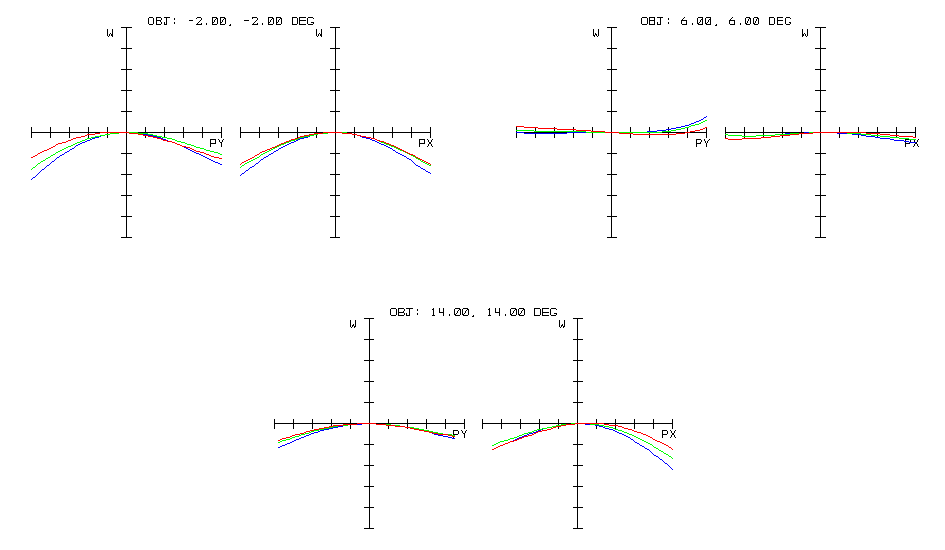 OBJ: -2.00, -2.00 DEG
W
W
PY
PX
OBJ: 6.00, 6.00 DEG
W
W
PY
PX
OBJ: 14.00, 14.00 DEG
W
W
PY
PX